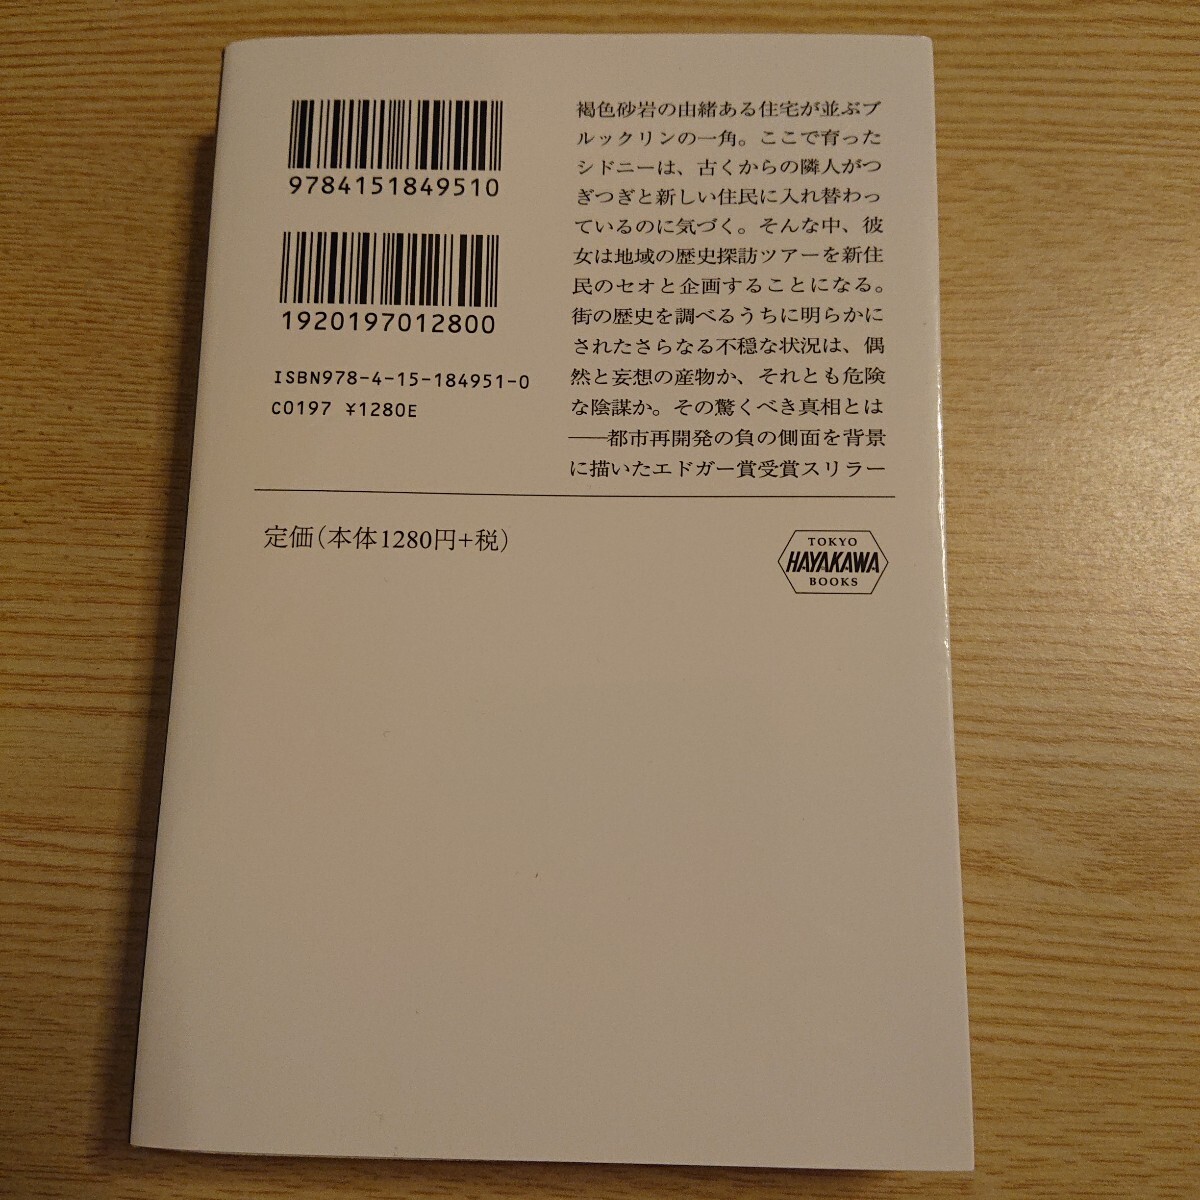 9784151849510
1920197012800
ISBN978-4-15-184951-0
C0197 ¥1280E
褐色砂岩の由緒ある住宅が並ぶブ
ルックリンの一角。ここで育った
シドニーは、古くからの隣人がつ
ぎつぎと新しい住民に入れ替わっ
ているのに気づく。そんな中、彼
女は地域の歴史探訪ツアーを新住
民のセオと企画することになる。
街の歴史を調べるうちに明らかに
されたさらなる不穏な状況は、偶
然と妄想の産物か、それとも危険
な陰謀か。その驚くべき真相とは
――都市再開発の負の側面を背景
に描いたエドガー賞受賞スリラー
定価(本体1280円+税)
TOKYO
HAYAKAWA
BOOKS